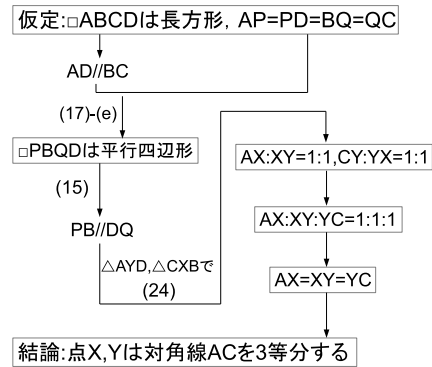 仮定:□ABCDは長方形, AP=PD=BQ=QC
AD//BC
(17)-(e)
□PBQDは平行四辺形
(15)
PB//DQ
△AYD,△CXBで
(24)
AX:XY=1:1,CY:YX=1:1
AX:XY:YC=1:1:1
AX=XY=YC
結論:点X,Yは対角線ACを3等分する